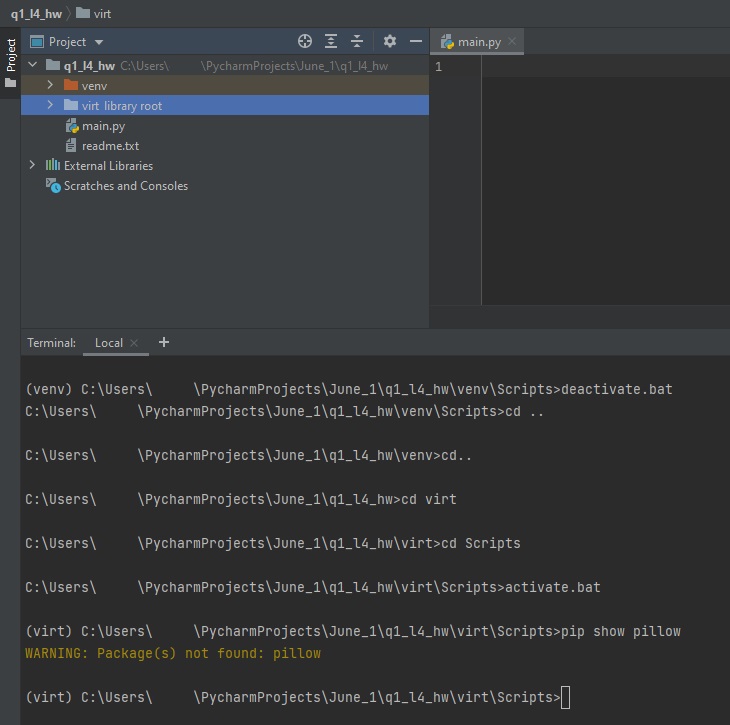 q1_l4_hw 〉 virt
Project
Project
main.py
q1_l4_hw C:\Users\ \PycharmProjects\June_1\q1_l4_hw
1
venv
virt library root
main.py
readme.txt
External Libraries
Scratches and Consoles
Terminal: Local +
(venv) C:\Users\ \PycharmProjects\June_1\q1_l4_hw\venv\Scripts>deactivate.bat
C:\Users\ \PycharmProjects\June_1\q1_l4_hw\venv\Scripts>cd ..
C:\Users\ \PycharmProjects\June_1\q1_l4_hw\venv>cd..
C:\Users\ \PycharmProjects\June_1\q1_l4_hw>cd virt
C:\Users\ \PycharmProjects\June_1\q1_l4_hw\virt>cd Scripts
C:\Users\ \PycharmProjects\June_1\q1_l4_hw\virt\Scripts>activate.bat
(virt) C:\Users\ \PycharmProjects\June_1\q1_l4_hw\virt\Scripts>pip show pillow
WARNING: Package(s) not found: pillow
(virt) C:\Users\ \PycharmProjects\June_1\q1_l4_hw\virt\Scripts>